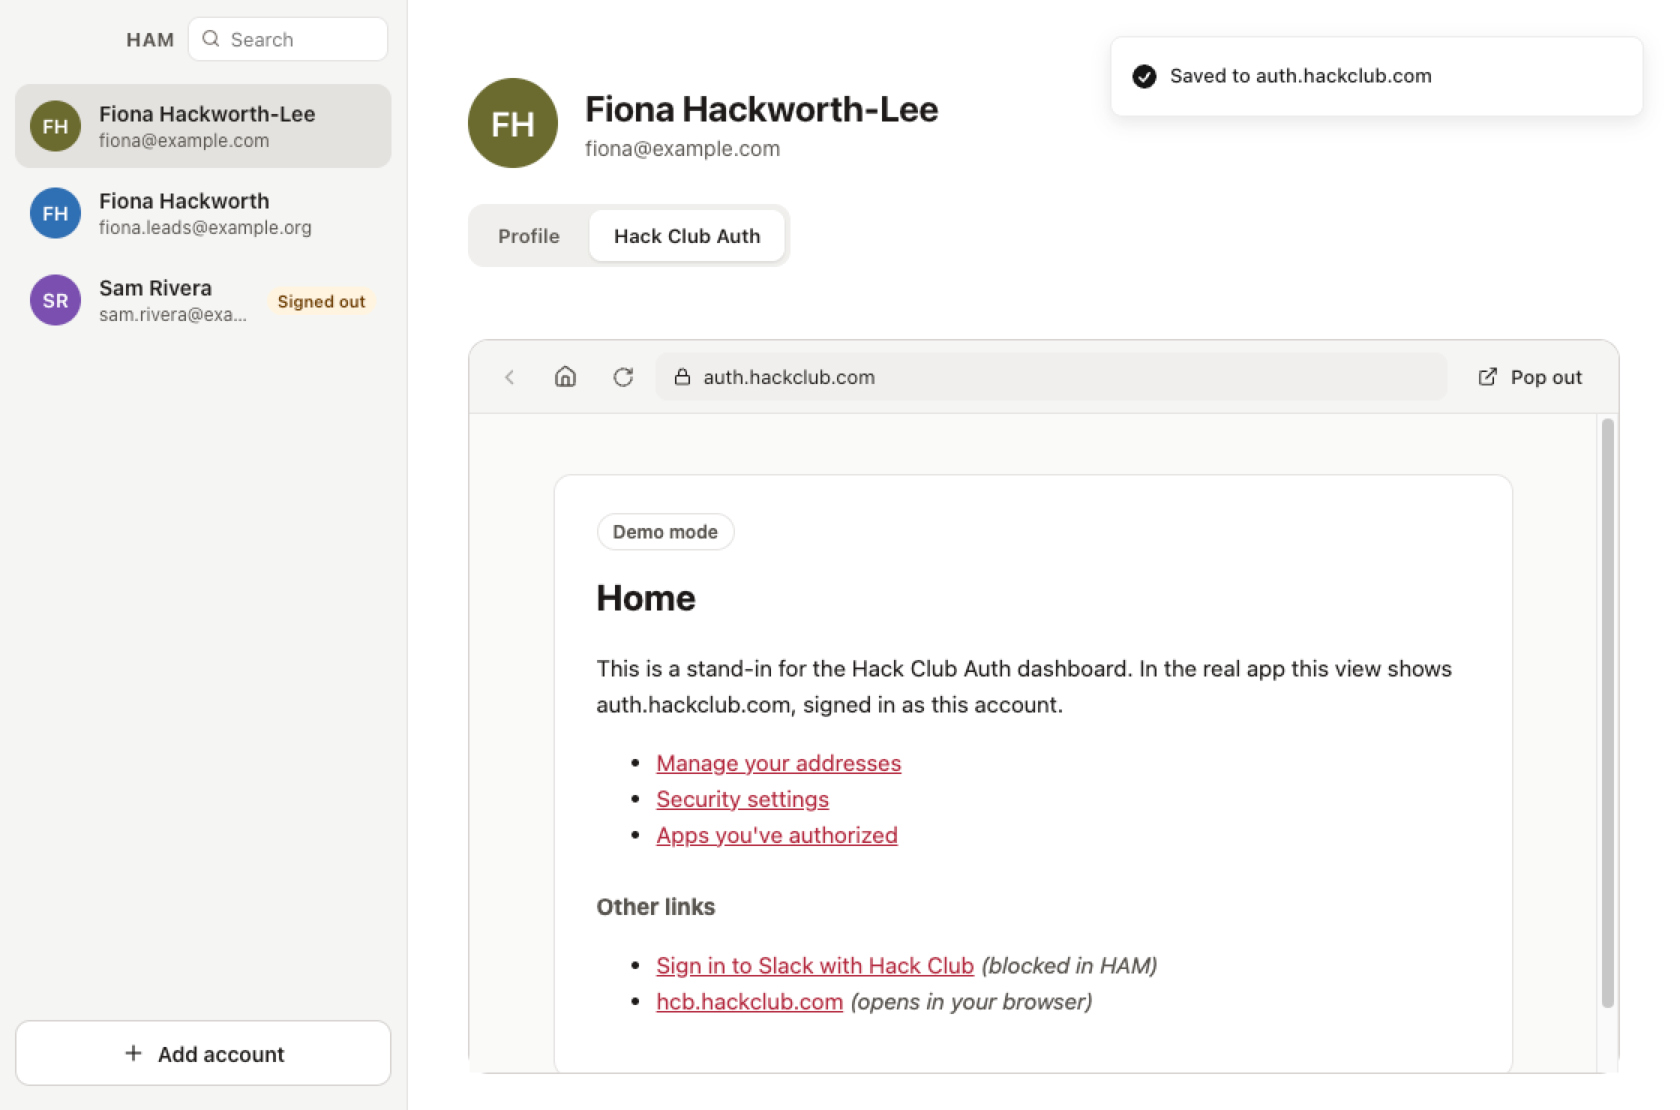 HAM
Search
FH
Fiona Hackworth-Lee
fiona@example.com
FH
Fiona Hackworth
fiona.leads@example.org
SR
Sam Rivera
sam.rivera@exa...
Signed out
Add account
FH
Fiona Hackworth-Lee
fiona@example.com
Saved to auth.hackclub.com
Profile
Hack Club Auth
auth.hackclub.com
Pop out
Demo mode
Home
This is a stand-in for the Hack Club Auth dashboard. In the real app this view shows
auth.hackclub.com, signed in as this account.
Manage your addresses
Security settings
Apps you've authorized
Other links
Sign in to Slack with Hack Club (blocked in HAM)
hcb.hackclub.com (opens in your browser)